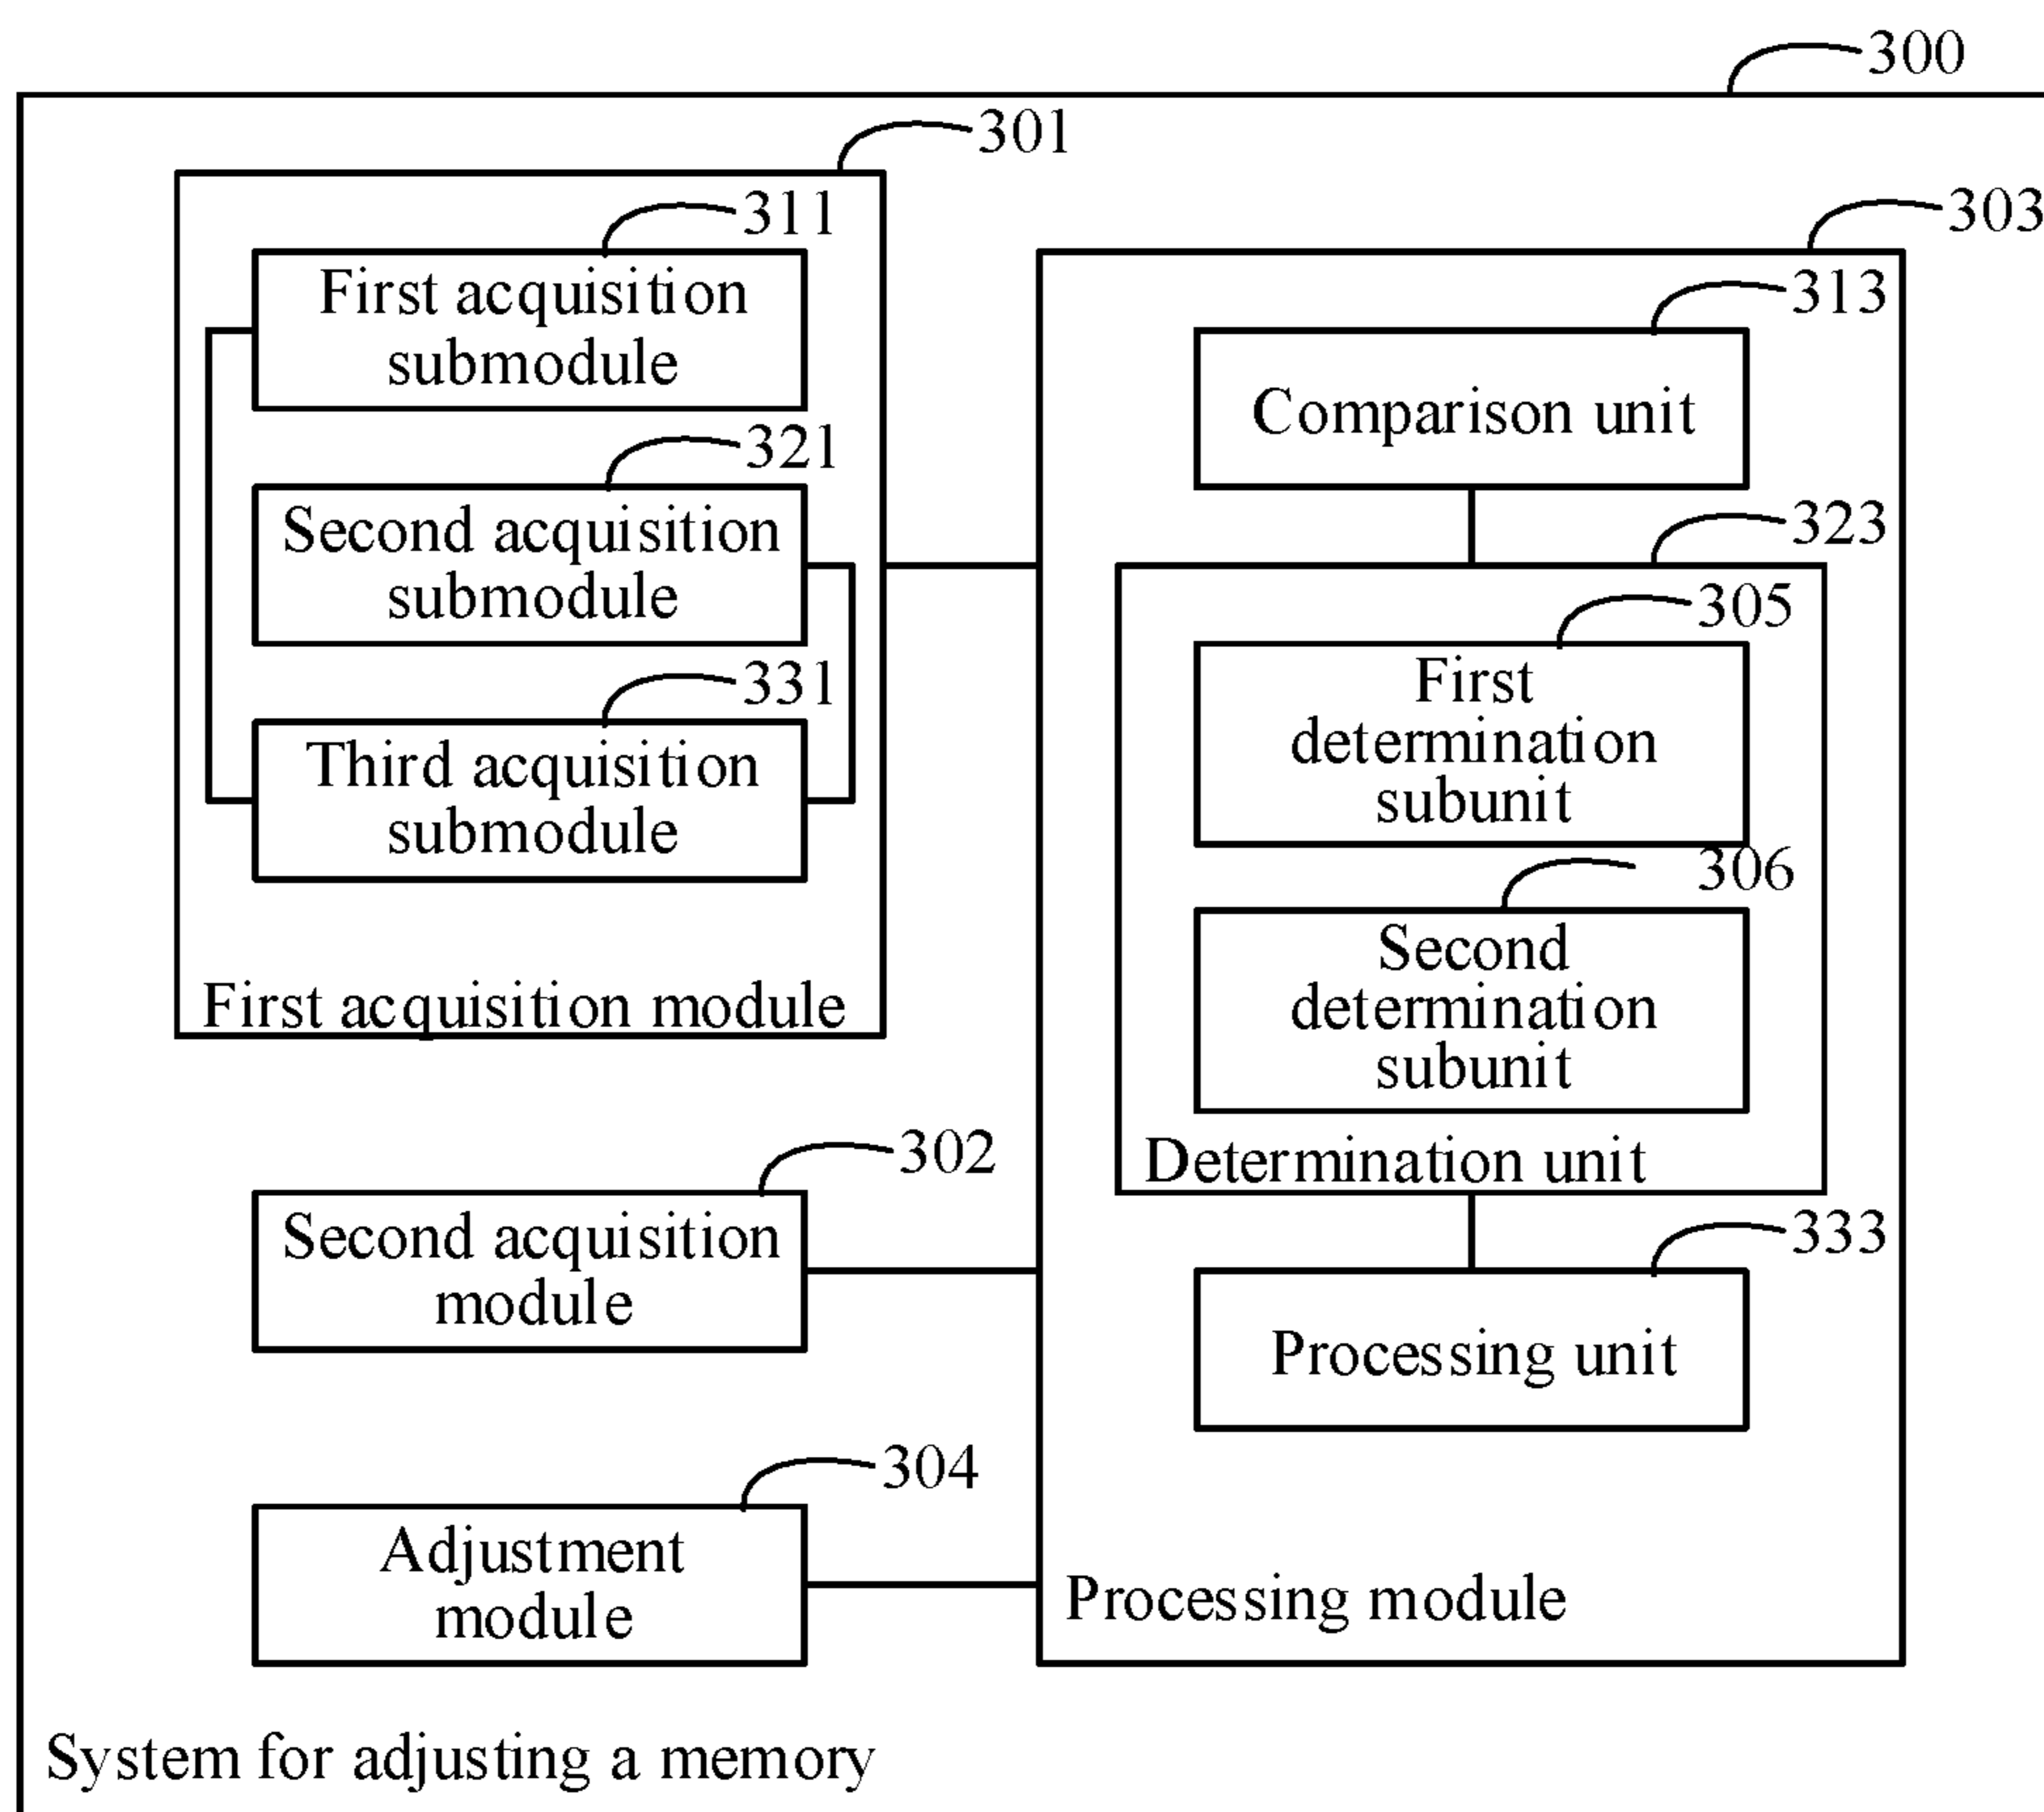 300
301
311
First acquisition
submodule
321
Second acquisition
submodule
331
Third acquisition
submodule
First acquisition module
302
Second acquisition
module
304
Adjustment
module
303
313
Comparison unit
323
305
First
determination
subunit
306
Second
determination
subunit
Determination unit
333
Processing unit
Processing module
System for adjusting a memory